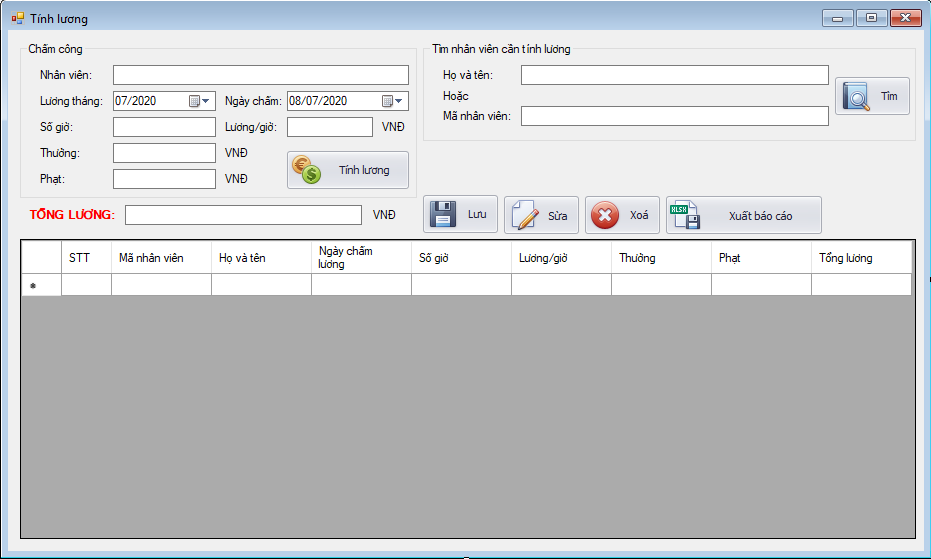 Tính lương
Chấm công
Nhân viên:
Lương tháng: 07/2020 Ngày chấm: 08/07/2020
Số giờ: Lương/giờ: VNĐ
Thưởng: VNĐ
Phạt: VNĐ
Tính lương
Tìm nhân viên cần tính lương
Họ và tên:
Hoặc
Mã nhân viên:
Tìm
TỔNG LƯƠNG: VNĐ
Lưu Sửa Xoá XLSX Xuất báo cáo
STT Mã nhân viên Họ và tên Ngày chấm lương Số giờ Lương/giờ Thưởng Phạt Tổng lương